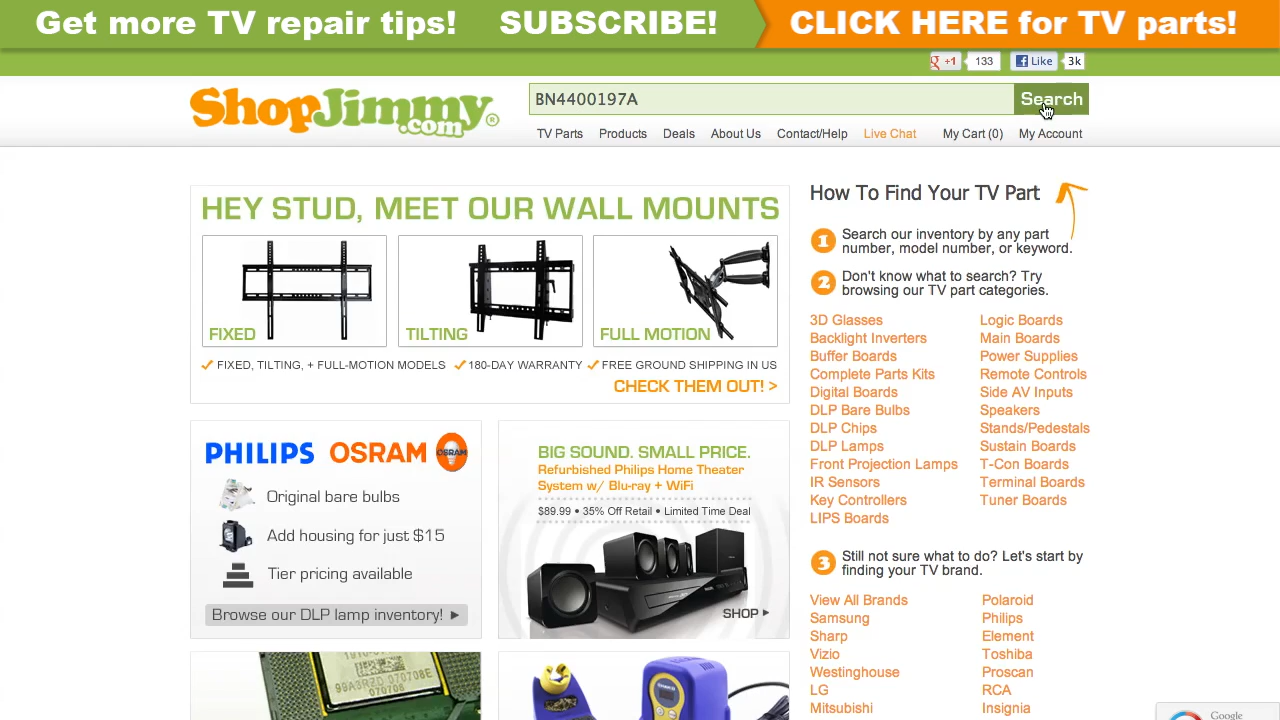 Get more TV repair tips! SUBSCRIBE! CLICK HERE for TV parts!
+1 133 Like 3k
ShopJimmy.com®
BN4400197A Search
TV Parts Products Deals About Us Contact/Help Live Chat My Cart (0) My Account
HEY STUD, MEET OUR WALL MOUNTS
FIXED TILTING FULL MOTION
FIXED, TILTING, + FULL-MOTION MODELS 180-DAY WARRANTY FREE GROUND SHIPPING IN US
CHECK THEM OUT! >
PHILIPS OSRAM OSRAM
Original bare bulbs
Add housing for just $15
Tier pricing available
Browse our DLP lamp inventory!
BIG SOUND. SMALL PRICE.
Refurbished Philips Home Theater
System w/ Blu-ray + WiFi
$89.99 • 35% Off Retail • Limited Time Deal
SHOP
How To Find Your TV Part
1 Search our inventory by any part
number, model number, or keyword.
2 Don't know what to search? Try
browsing our TV part categories.
3D Glasses
Backlight Inverters
Buffer Boards
Complete Parts Kits
Digital Boards
DLP Bare Bulbs
DLP Chips
DLP Lamps
Front Projection Lamps
IR Sensors
Key Controllers
LIPS Boards
Logic Boards
Main Boards
Power Supplies
Remote Controls
Side AV Inputs
Speakers
Stands/Pedestals
Sustain Boards
T-Con Boards
Terminal Boards
Tuner Boards
3 Still not sure what to do? Let's start by
finding your TV brand.
View All Brands
Samsung
Sharp
Vizio
Westinghouse
LG
Mitsubishi
Polaroid
Philips
Element
Toshiba
Proscan
RCA
Insignia
Google